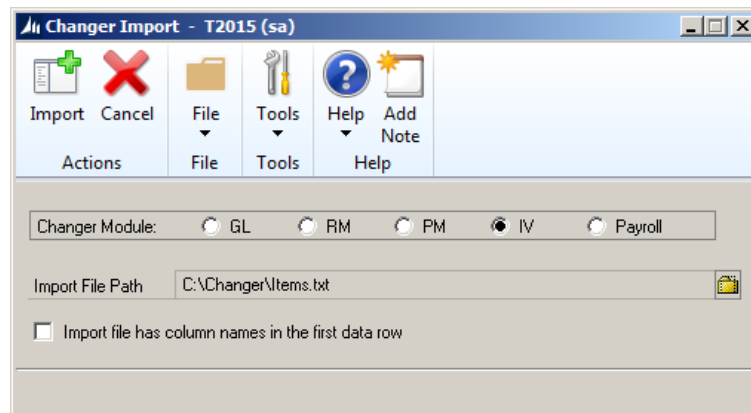 Changer Import - T2015 (sa)
Import Cancel File Tools Help Add Note
Actions File Tools Help
Changer Module: GL RM PM IV Payroll
Import File Path C:\Changer\Items.txt
Import file has column names in the first data row